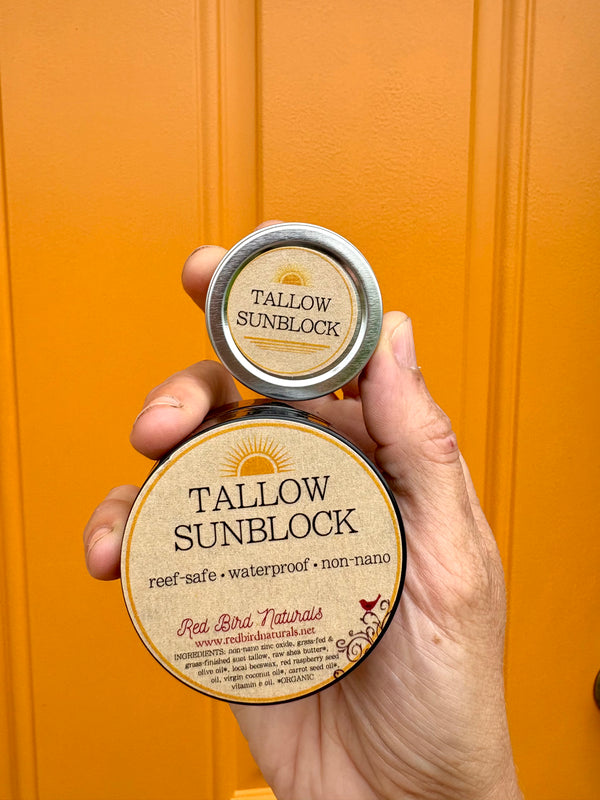 TALLOW
SUNBLOCK
TALLOW
SUNBLOCK
reef-safe • waterproof • non-nano
Red Bird Naturals
www.redbirdnaturals.net
INGREDIENTS: non-nano zinc oxide, grass-fed &
grass-finished suet tallow, raw shea butter*,
olive oil*, local beeswax, red raspberry seed
oil, virgin coconut oil*, carrot seed oil*,
vitamin e oil. *ORGANIC